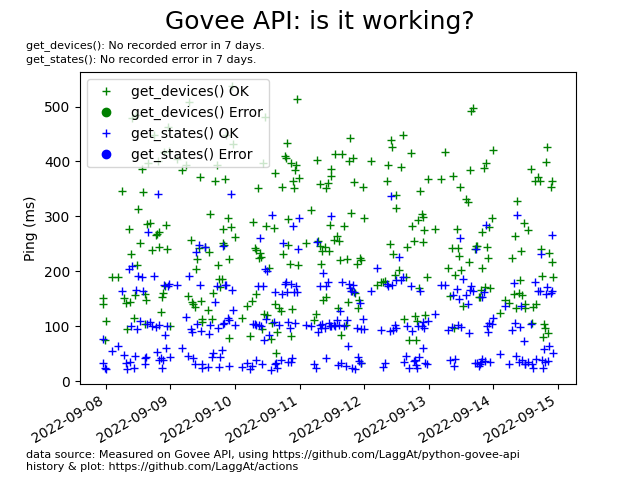 Govee API: is it working?
get_devices(): No recorded error in 7 days.
get_states(): No recorded error in 7 days.
get_devices() OK
get_devices() Error
get_states() OK
get_states() Error
500
400
300
200
100
0
Ping (ms)
2022-09-08
2022-09-09
2022-09-10
2022-09-11
2022-09-12
2022-09-13
2022-09-14
2022-09-15
data source: Measured on Govee API, using https://github.com/LaggAt/python-govee-api
history & plot: https://github.com/LaggAt/actions